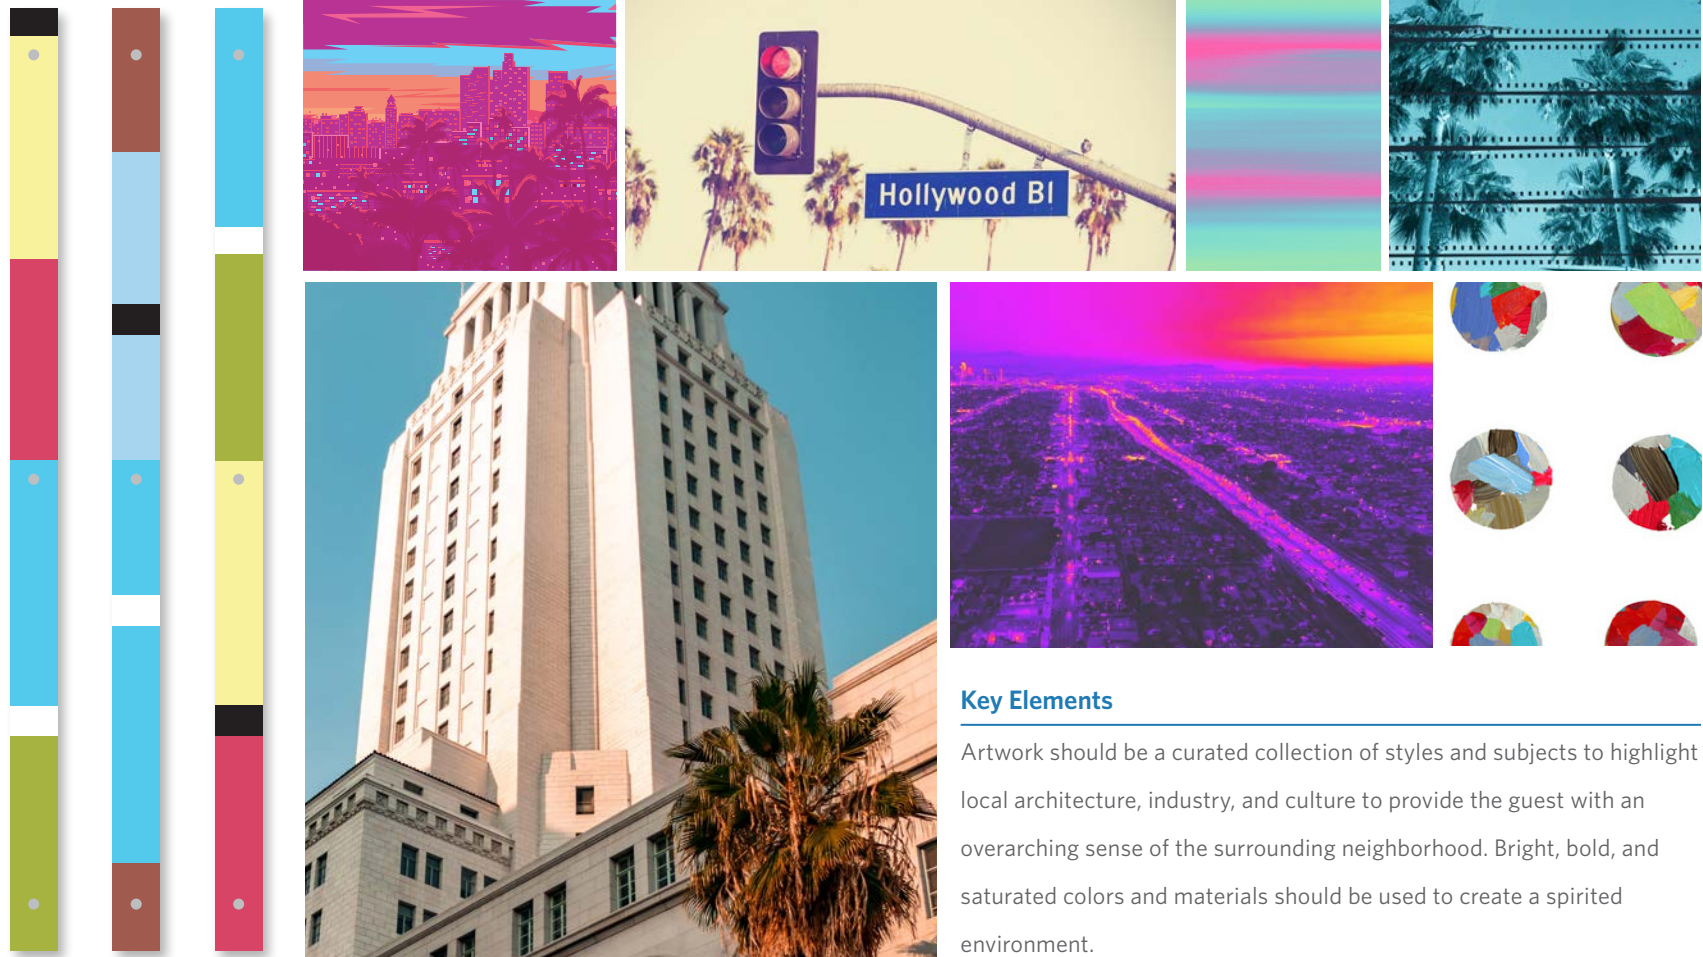 Hollywood Bl
Key Elements
Artwork should be a curated collection of styles and subjects to highlight
local architecture, industry, and culture to provide the guest with an
overarching sense of the surrounding neighborhood. Bright, bold, and
saturated colors and materials should be used to create a spirited
environment.